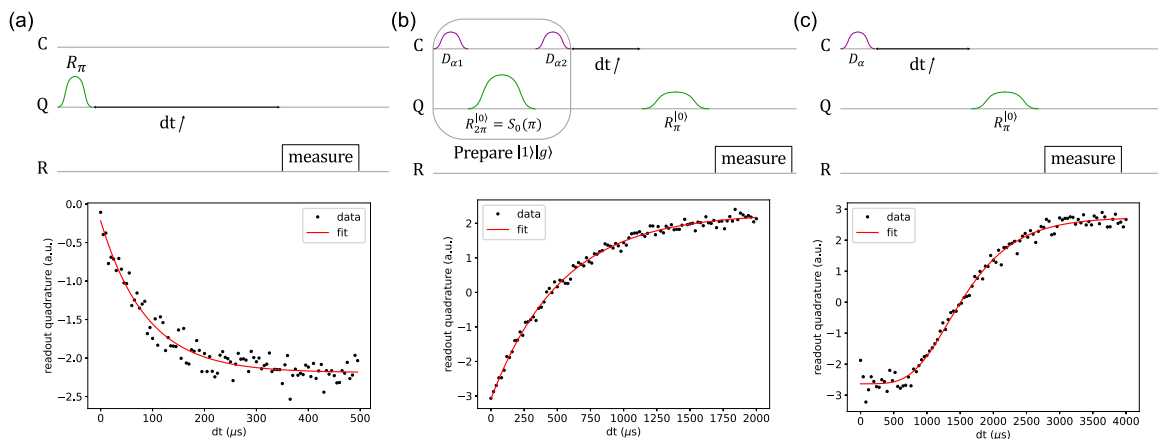 (a)
C
R_π
Q
dt
R
measure
readout quadrature (a.u.)
0.0
−0.5
−1.0
−1.5
−2.0
−2.5
data
fit
0
100
200
300
400
500
dt (μs)
(b)
C
D_α1
D_α2
dt
Q
R_2π^|0⟩ = S_0(π)
R_π^|0⟩
Prepare |1⟩|g⟩
R
measure
readout quadrature (a.u.)
2
1
0
−1
−2
−3
data
fit
0
250
500
750
1000
1250
1500
1750
2000
dt (μs)
(c)
C
D_α
dt
Q
R_π^|0⟩
R
measure
readout quadrature (a.u.)
3
2
1
0
−1
−2
−3
data
fit
0
500
1000
1500
2000
2500
3000
3500
4000
dt (μs)